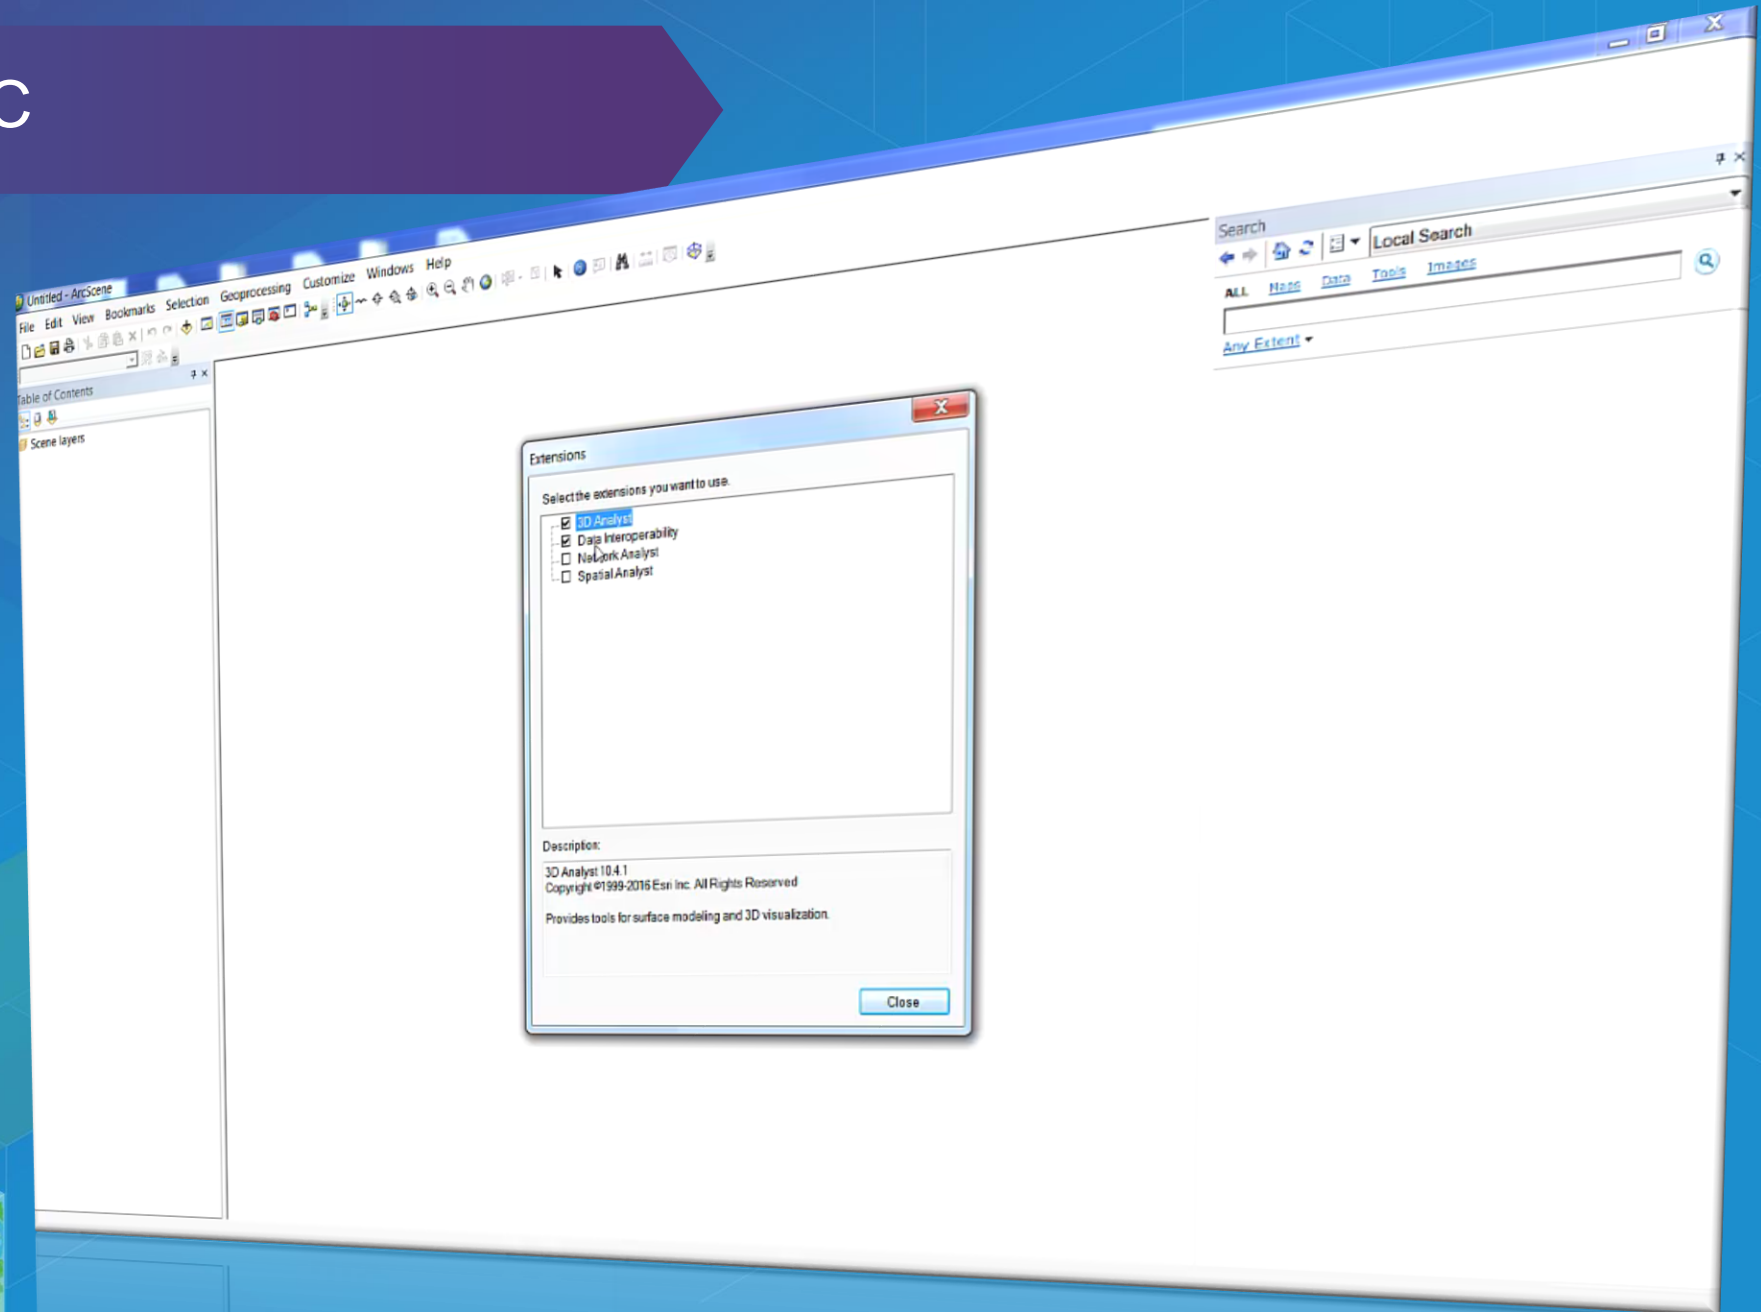 C
Untitled - ArcScene
File Edit View Bookmarks Selection Geoprocessing Customize Windows Help
Table of Contents
Scene layers
Search
Local Search
ALL Maps Data Tools Images
Any Extent
Extensions
Select the extensions you want to use.
3D Analyst
Data Interoperability
Network Analyst
Spatial Analyst
Description:
3D Analyst 10.4.1
Copyright ©1999-2016 Esri Inc. All Rights Reserved
Provides tools for surface modeling and 3D visualization.
Close